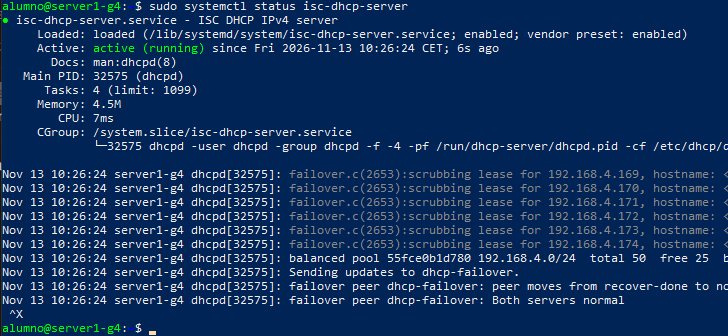 alumno@server1-g4: $ sudo systemctl status isc-dhcp-server
● isc-dhcp-server.service - ISC DHCP IPv4 server
Loaded: loaded (/lib/systemd/system/isc-dhcp-server.service; enabled; vendor preset: enabled)
Active: active (running) since Fri 2026-11-13 10:26:24 CET; 6s ago
Docs: man:dhcpd(8)
Main PID: 32575 (dhcpd)
Tasks: 4 (limit: 1099)
Memory: 4.5M
CPU: 7ms
CGroup: /system.slice/isc-dhcp-server.service
└─32575 dhcpd -user dhcpd -group dhcpd -f -4 -pf /run/dhcp-server/dhcpd.pid -cf /etc/dhcp/d
Nov 13 10:26:24 server1-g4 dhcpd[32575]: failover.c(2653):scrubbing lease for 192.168.4.169, hostname: <
Nov 13 10:26:24 server1-g4 dhcpd[32575]: failover.c(2653):scrubbing lease for 192.168.4.170, hostname: <
Nov 13 10:26:24 server1-g4 dhcpd[32575]: failover.c(2653):scrubbing lease for 192.168.4.171, hostname: <
Nov 13 10:26:24 server1-g4 dhcpd[32575]: failover.c(2653):scrubbing lease for 192.168.4.172, hostname: <
Nov 13 10:26:24 server1-g4 dhcpd[32575]: failover.c(2653):scrubbing lease for 192.168.4.173, hostname: <
Nov 13 10:26:24 server1-g4 dhcpd[32575]: failover.c(2653):scrubbing lease for 192.168.4.174, hostname: <
Nov 13 10:26:24 server1-g4 dhcpd[32575]: balanced pool 55fce0b1d780 192.168.4.0/24 total 50 free 25 b
Nov 13 10:26:24 server1-g4 dhcpd[32575]: Sending updates to dhcp-failover.
Nov 13 10:26:24 server1-g4 dhcpd[32575]: failover peer dhcp-failover: peer moves from recover-done to no
Nov 13 10:26:24 server1-g4 dhcpd[32575]: failover peer dhcp-failover: Both servers normal
^X
alumno@server1-g4: $